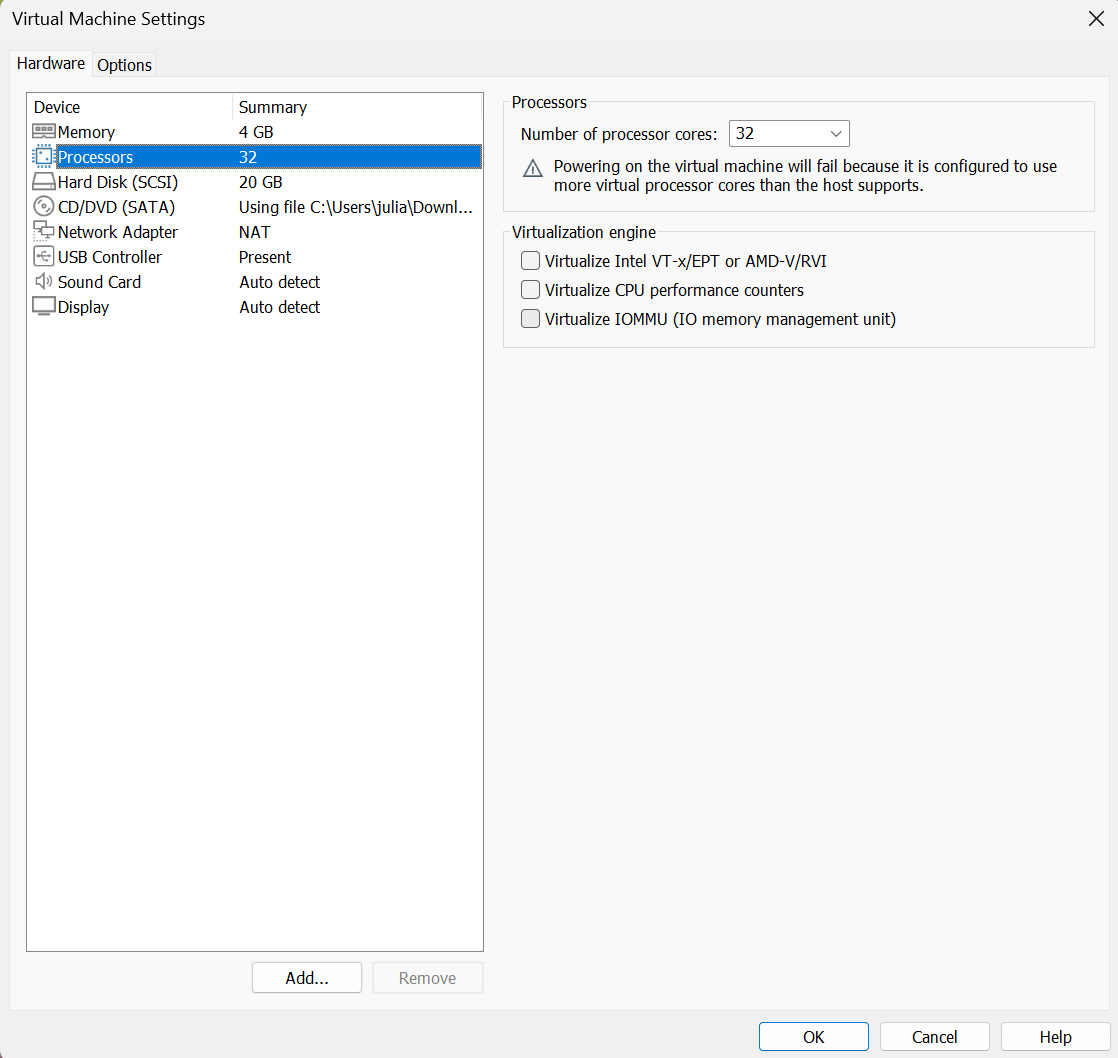 Virtual Machine Settings
Hardware
Options
Device Summary
Memory 4 GB
Processors 32
Hard Disk (SCSI) 20 GB
CD/DVD (SATA) Using file C:\Users\julia\Downl...
Network Adapter NAT
USB Controller Present
Sound Card Auto detect
Display Auto detect
Add...
Remove
Processors
Number of processor cores: 32
Powering on the virtual machine will fail because it is configured to use
more virtual processor cores than the host supports.
Virtualization engine
Virtualize Intel VT-x/EPT or AMD-V/RVI
Virtualize CPU performance counters
Virtualize IOMMU (IO memory management unit)
OK
Cancel
Help